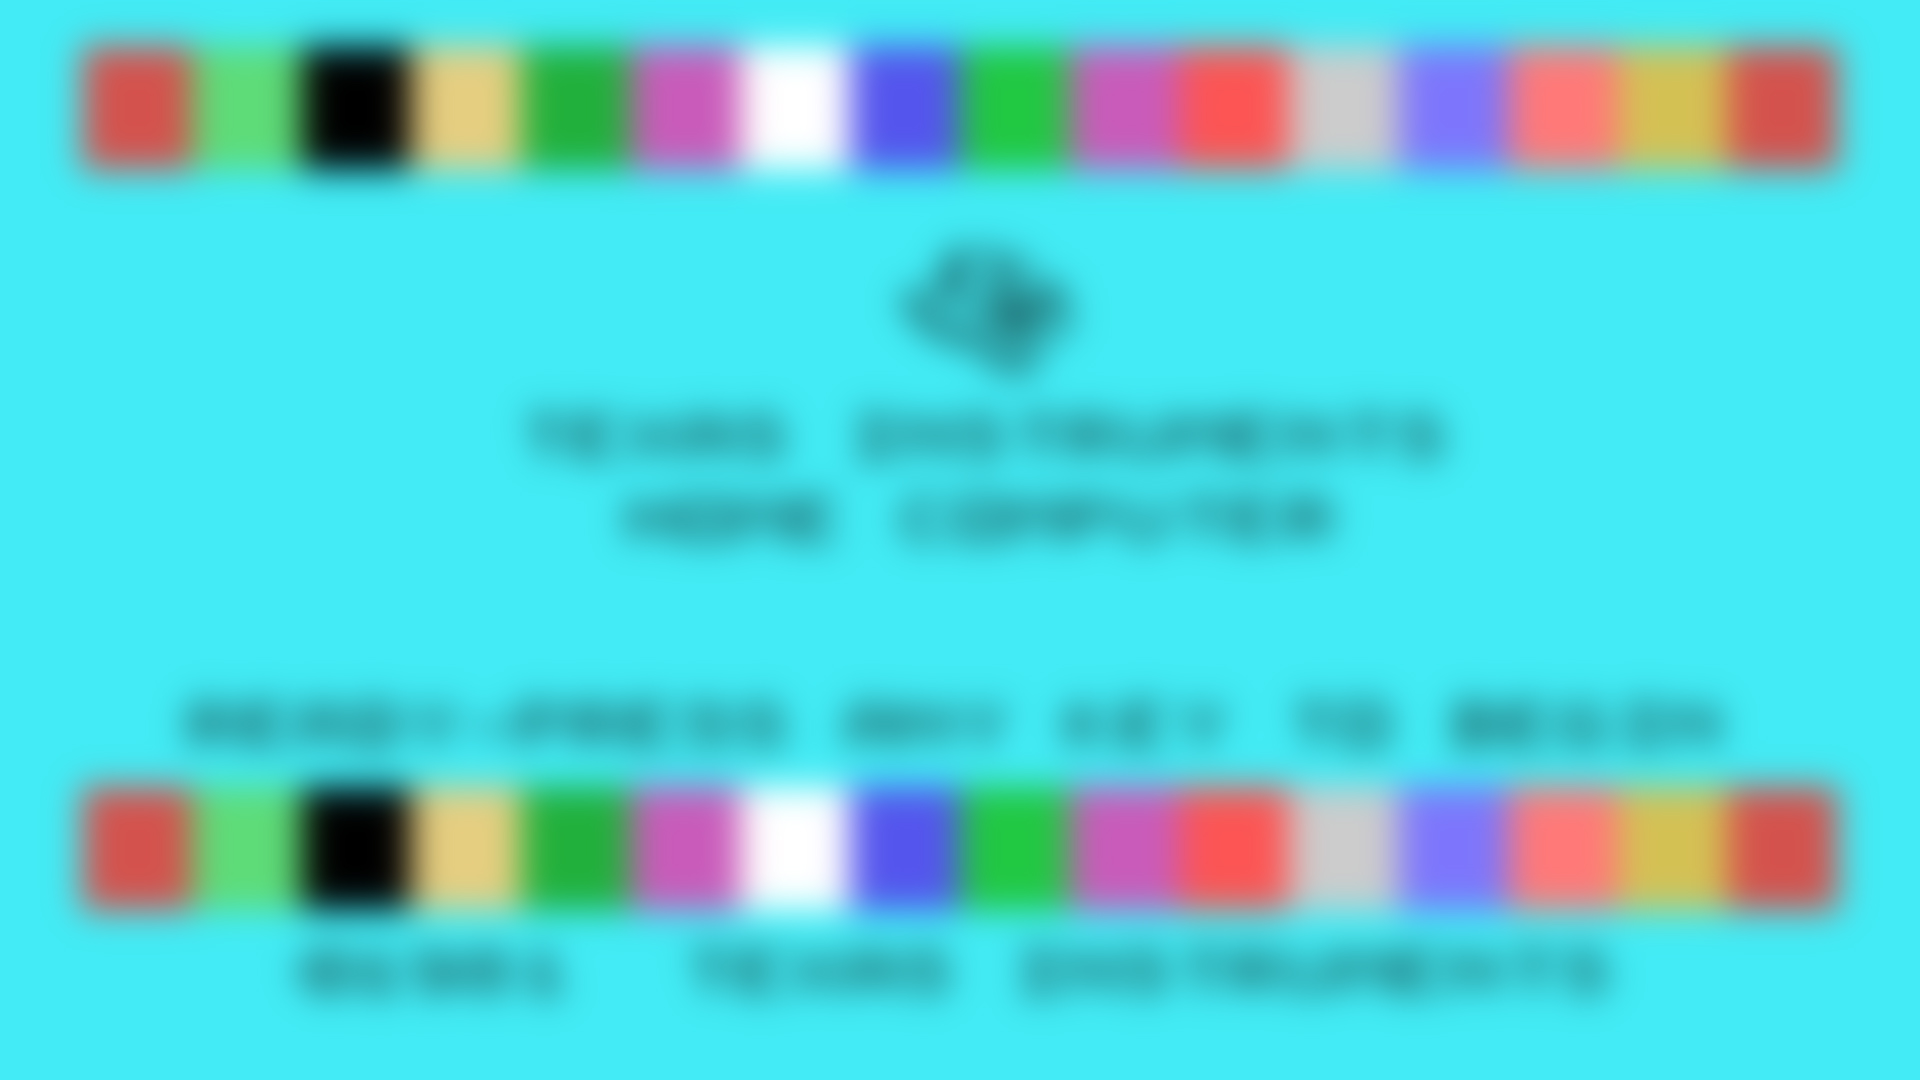 TEXAS INSTRUMENTS
HOME COMPUTER
READY-PRESS ANY KEY TO BEGIN
©1981 TEXAS INSTRUMENTS